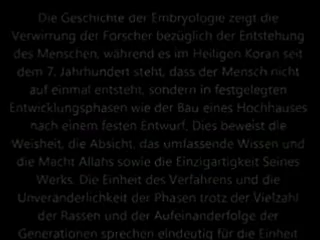 Die Geschichte der Embryologie zeigt die
Verwirrung der Forscher bezüglich der Entstehung
des Menschen, während es im Heiligen Koran seit
dem 7. Jahrhundert steht, dass der Mensch nicht
auf einmal entsteht, sondern in festgelegten
Entwicklungsphasen wie der Bau eines Hochhauses
nach einem festen Entwurf. Dies beweist die
Weisheit, die Absicht, das umfassende Wissen und
die Macht Allahs sowie die Einzigartigkeit Seines
Werks. Die Einheit des Verfahrens und die
Unveränderlichkeit der Phasen trotz der Vielzahl
der Rassen und der Aufeinanderfolge der
Generationen sprechen eindeutig für die Einheit